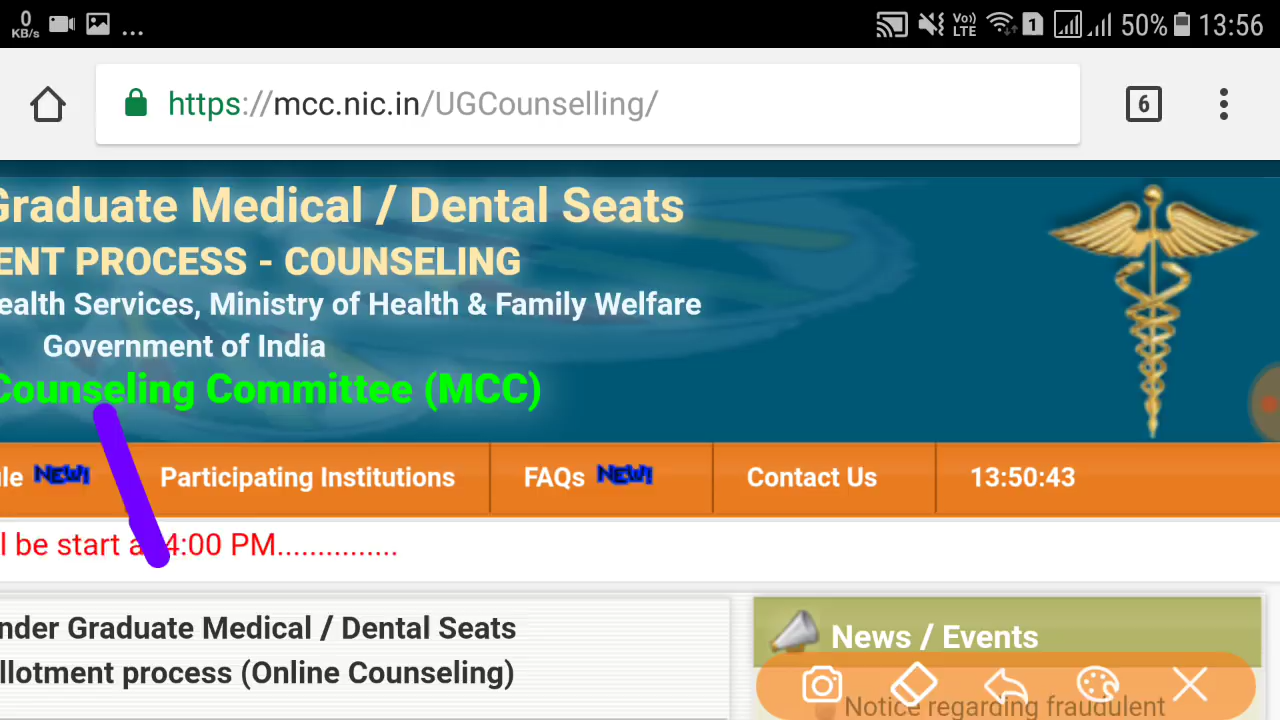 0
KB/s
...
Vo))
LTE
1
50%
13:56
https://mcc.nic.in/UGCounselling/
6
Graduate Medical / Dental Seats
ENT PROCESS - COUNSELING
ealth Services, Ministry of Health & Family Welfare
Government of India
Counseling Committee (MCC)
le NEW!
Participating Institutions
FAQs NEW!
Contact Us
13:50:43
l be start a 4:00 PM...............
nder Graduate Medical / Dental Seats
llotment process (Online Counseling)
News / Events
Notice regarding fraudulent